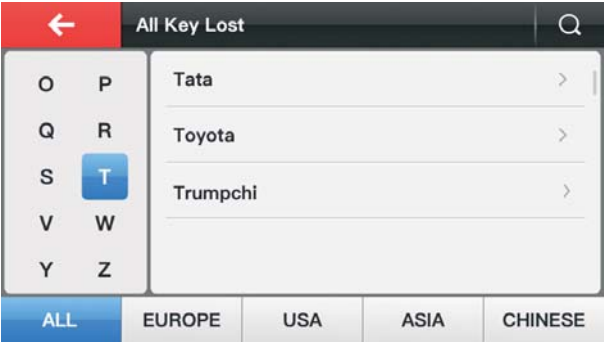 All Key Lost
O P
Q R
S T
V W
Y Z
Tata
Toyota
Trumpchi
ALL EUROPE USA ASIA CHINESE